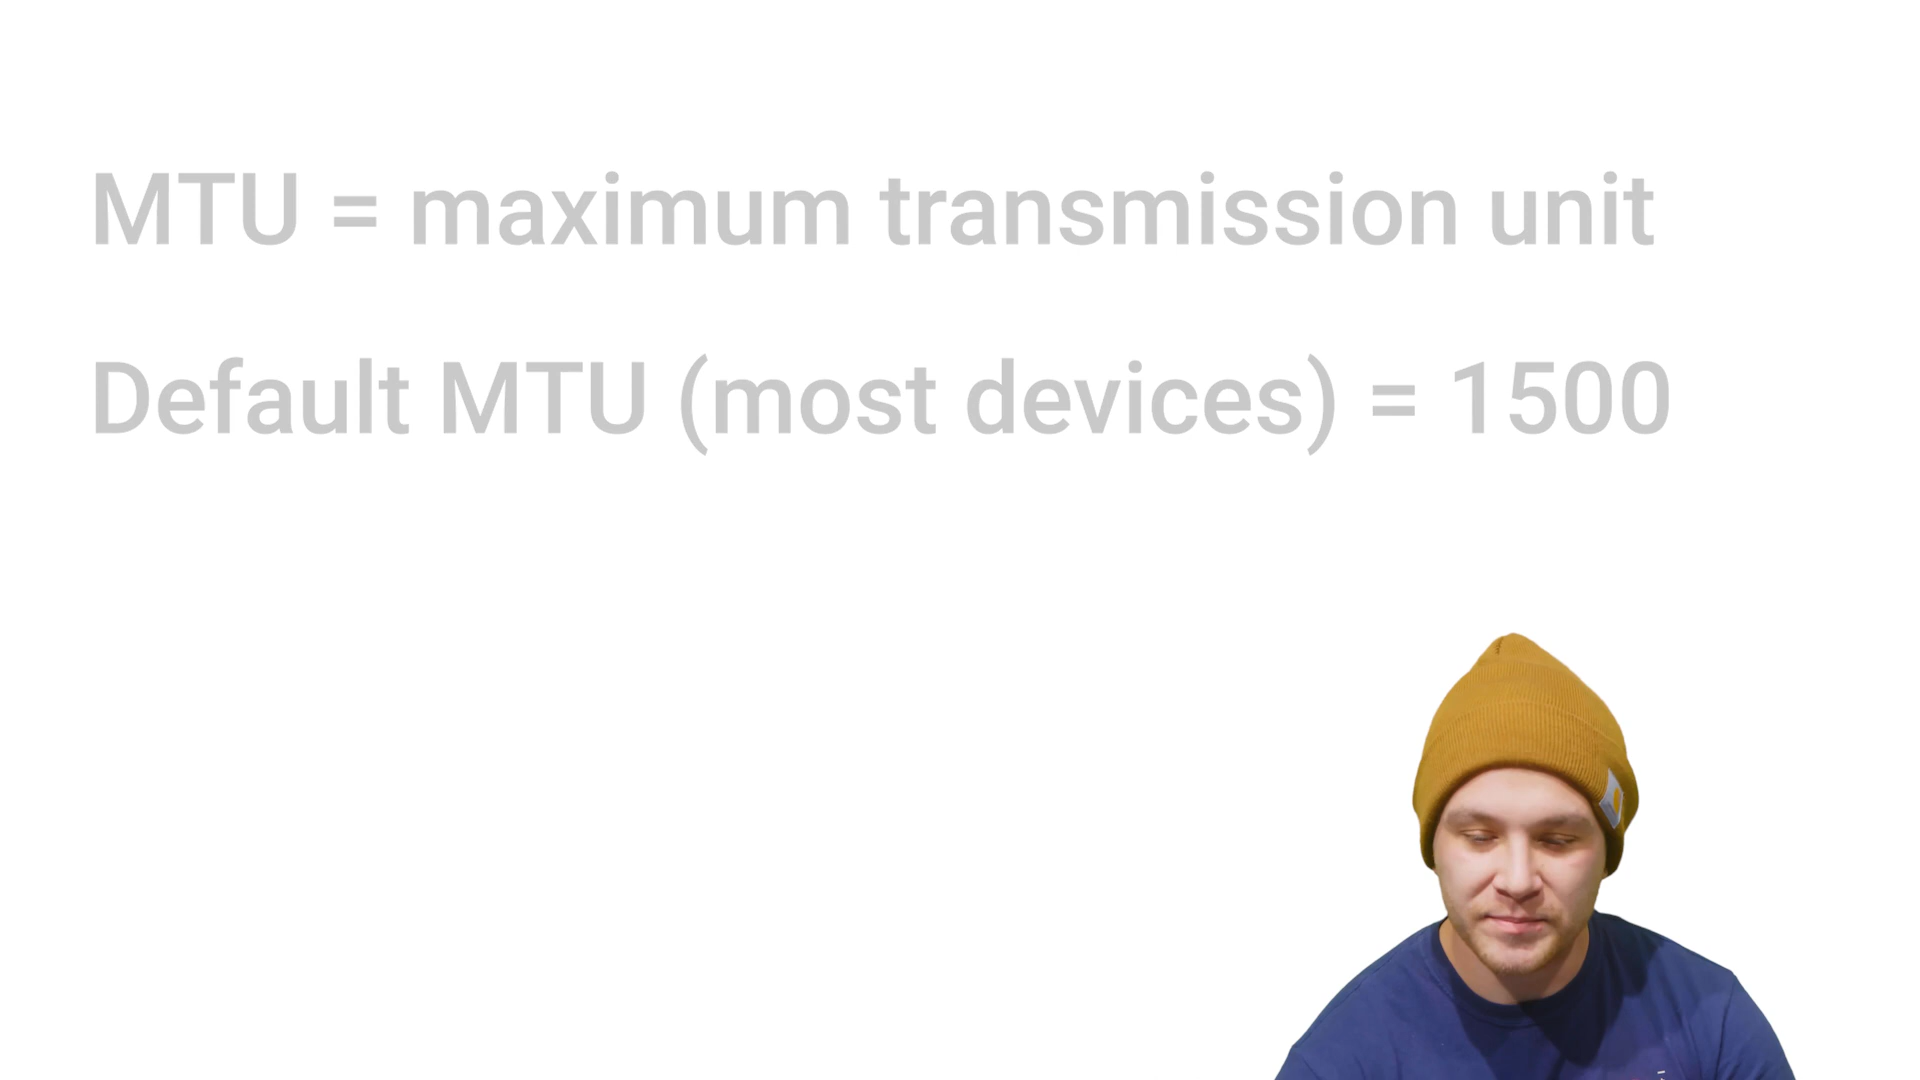 MTU = maximum transmission unit
Default MTU (most devices) = 1500